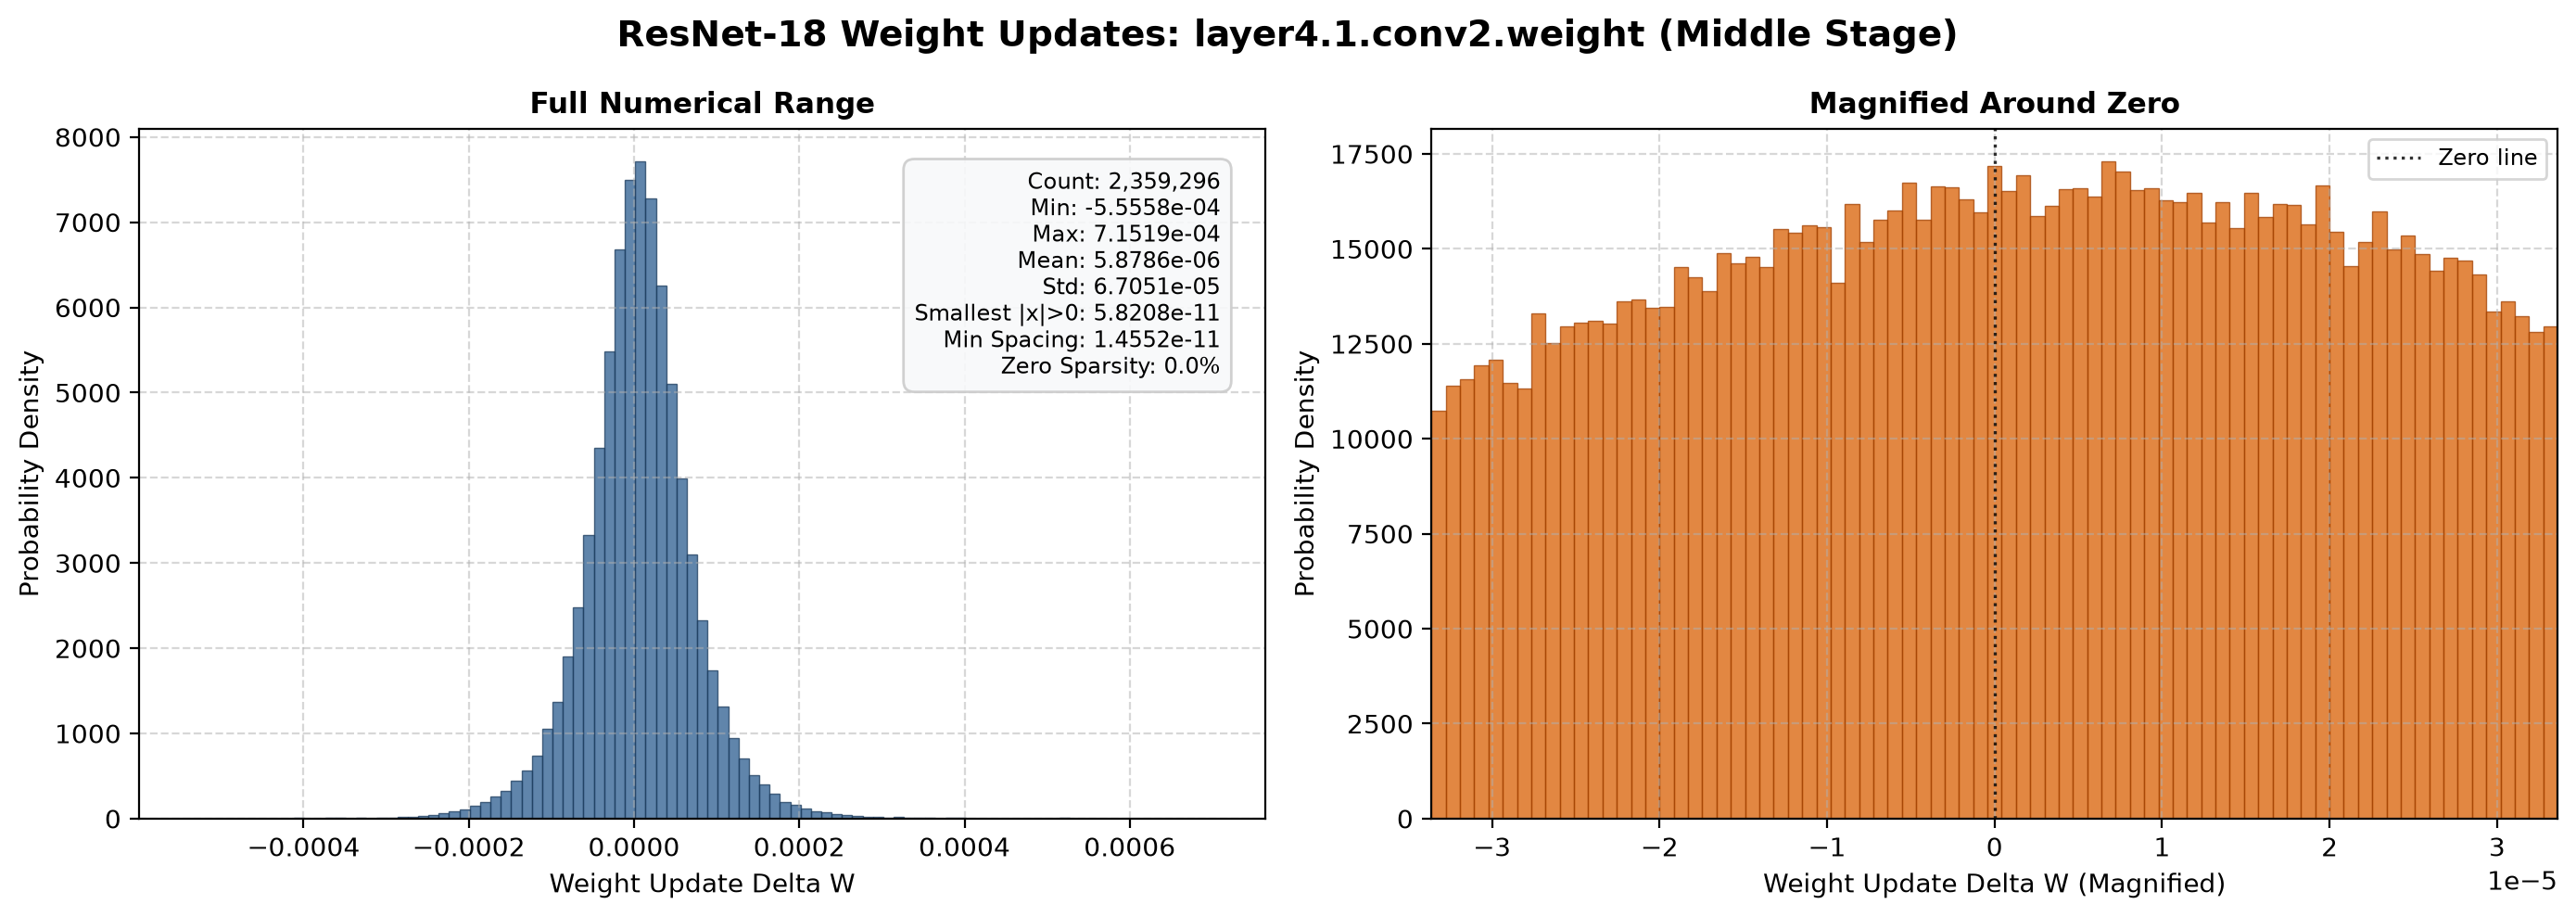 ResNet-18 Weight Updates: layer4.1.conv2.weight (Middle Stage)
Full Numerical Range
8000
7000
6000
5000
4000
3000
2000
1000
0
Probability Density
Count: 2,359,296
Min: -5.5558e-04
Max: 7.1519e-04
Mean: 5.8786e-06
Std: 6.7051e-05
Smallest |x|>0: 5.8208e-11
Min Spacing: 1.4552e-11
Zero Sparsity: 0.0%
−0.0004 −0.0002 0.0000 0.0002 0.0004 0.0006
Weight Update Delta W
Magnified Around Zero
17500
15000
12500
10000
7500
5000
2500
0
Probability Density
Zero line
−3 −2 −1 0 1 2 3
1e−5
Weight Update Delta W (Magnified)